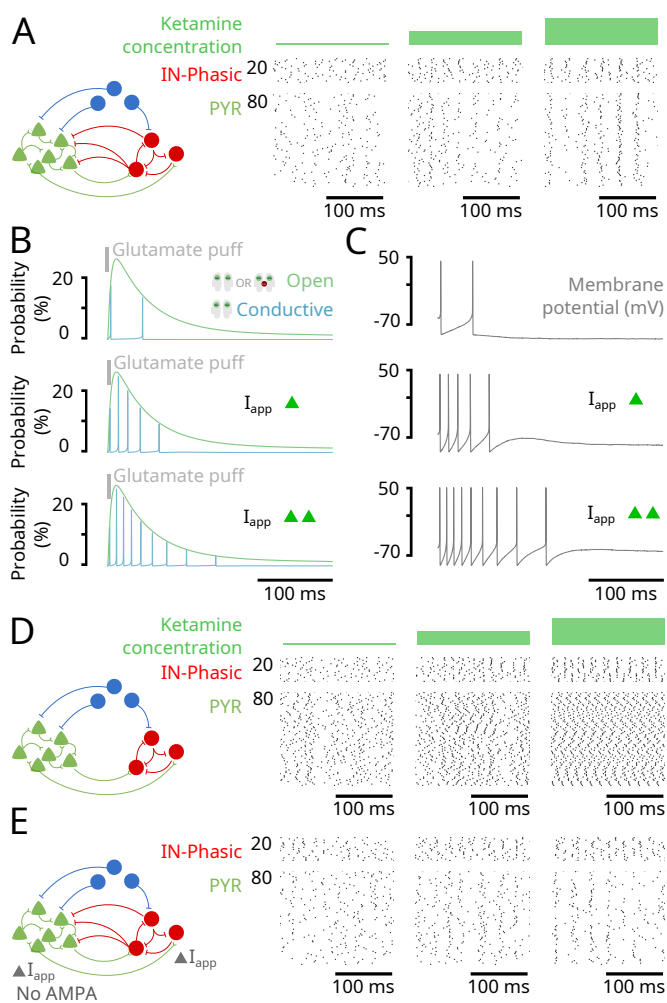 A
Ketamine
concentration
IN-Phasic 20
PYR 80
100 ms 100 ms 100 ms
B
Glutamate puff
20
0
Probability
(%)
OR Open
Conductive
Glutamate puff
20
0
Probability
(%)
Iapp
Glutamate puff
20
0
Probability
(%)
Iapp
100 ms
C
50
-70
Membrane
potential (mV)
50
-70
Iapp
50
-70
Iapp
100 ms
D
Ketamine
concentration
IN-Phasic 20
PYR 80
100 ms 100 ms 100 ms
E
IN-Phasic 20
PYR 80
Iapp
Iapp
No AMPA
100 ms 100 ms 100 ms